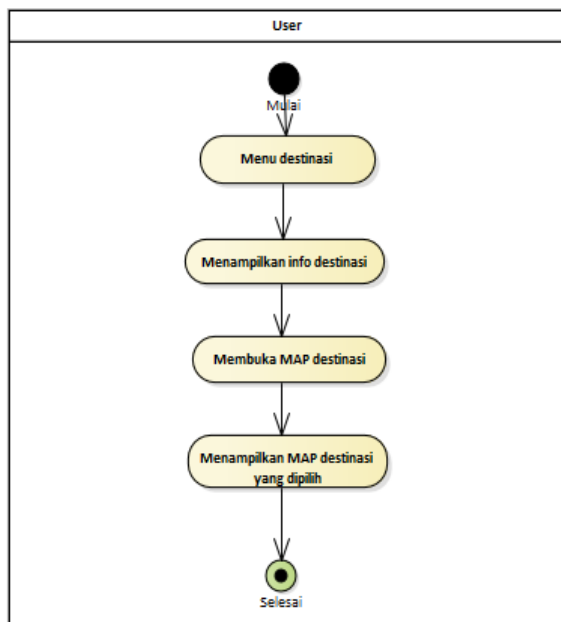 User
Mulai
Menu destinasi
Menampilkan info destinasi
Membuka MAP destinasi
Menampilkan MAP destinasi
yang dipilih
Selesai